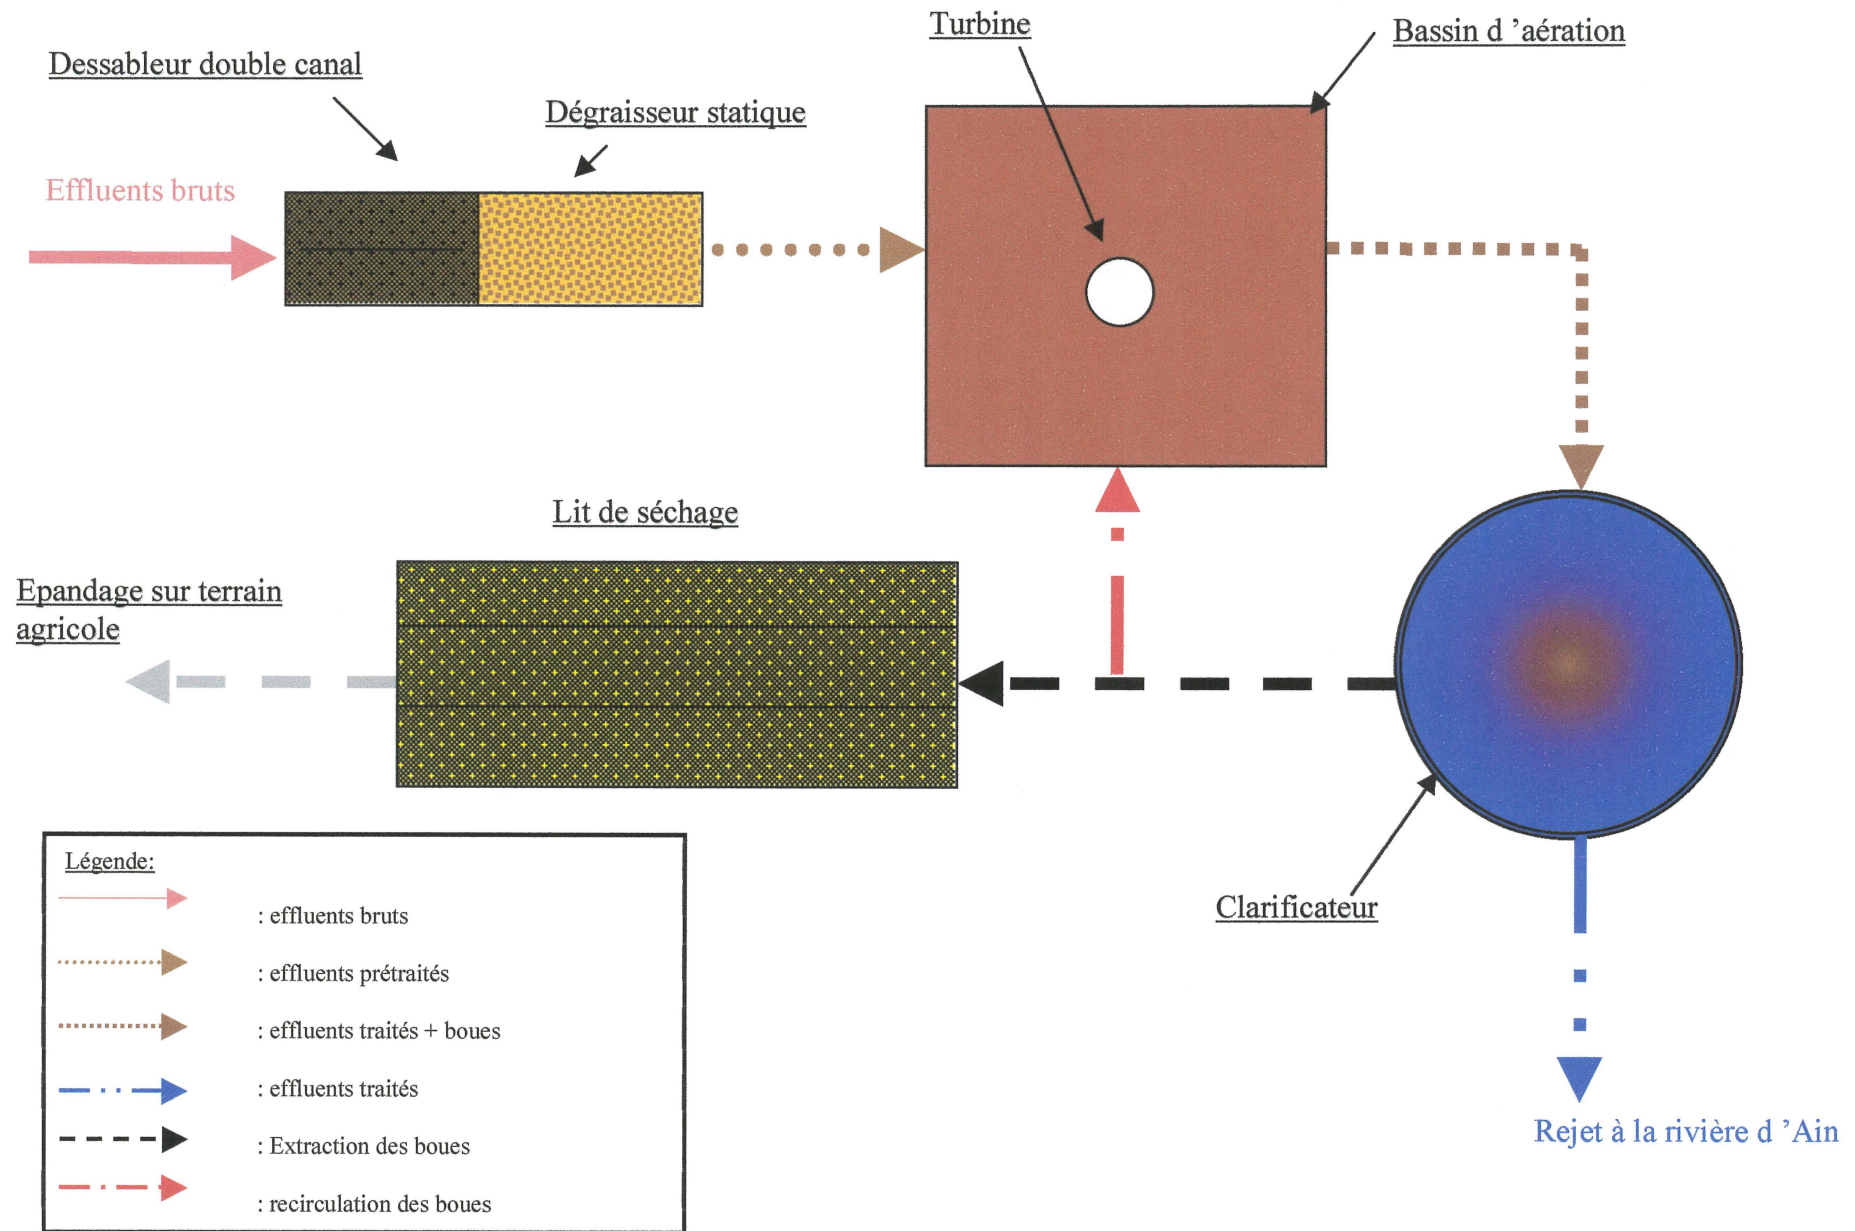 Turbine
Bassin d ’aération
Dessableur double canal
Dégraisseur statique
Effluents bruts
Lit de séchage
Epandage sur terrain
agricole
Clarificateur
Rejet à la rivière d ’Ain
Légende:
: effluents bruts
: effluents prétraités
: effluents traités + boues
: effluents traités
: Extraction des boues
: recirculation des boues